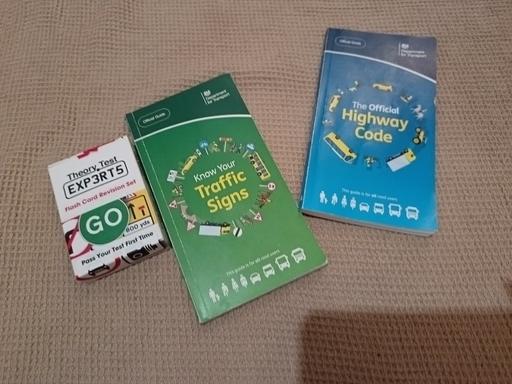 Theory Test
EXP3RT5
Flash Card Revision Set
GO
800 yds
Pass Your Test First Time
Official Guide
Department
for Transport
Know Your
Traffic
Signs
This guide is for all road users
Official Guide
Department
for Transport
The Official
Highway
Code
This guide is for all road users